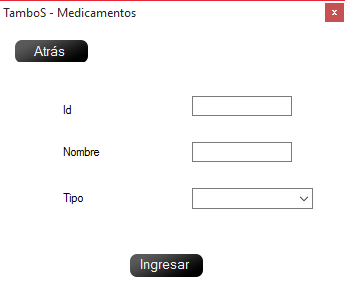 TamboS - Medicamentos
Atrás
Id
Nombre
Tipo
Ingresar